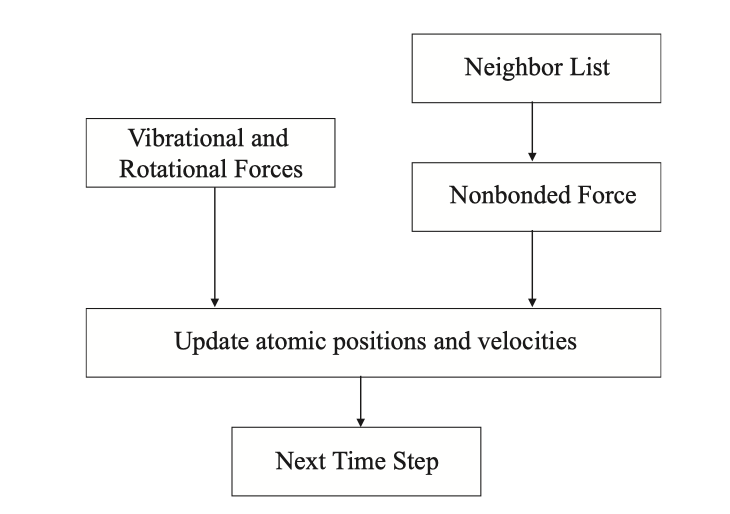 Neighbor List
Vibrational and
Rotational Forces
Nonbonded Force
Update atomic positions and velocities
Next Time Step